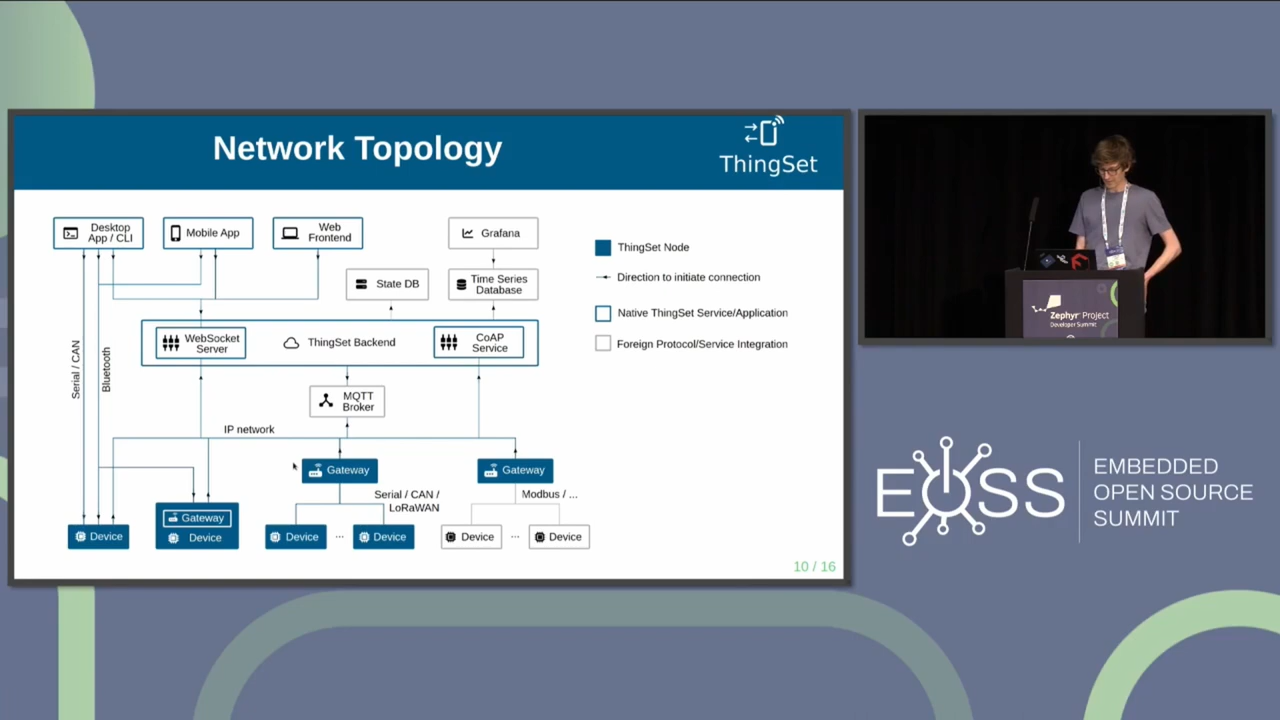 Network Topology
ThingSet
Desktop
App / CLI
Mobile App
Web
Frontend
Grafana
State DB
Time Series
Database
WebSocket
Server
ThingSet Backend
CoAP
Service
Serial / CAN
Bluetooth
MQTT
Broker
IP network
Gateway
Gateway
Serial / CAN /
LoRaWAN
Modbus / ...
Device
Gateway
Device
Device
...
Device
Device
...
Device
ThingSet Node
Direction to initiate connection
Native ThingSet Service/Application
Foreign Protocol/Service Integration
10 / 16
Zephyr Project
Developer Summit
EOSS
EMBEDDED
OPEN SOURCE
SUMMIT